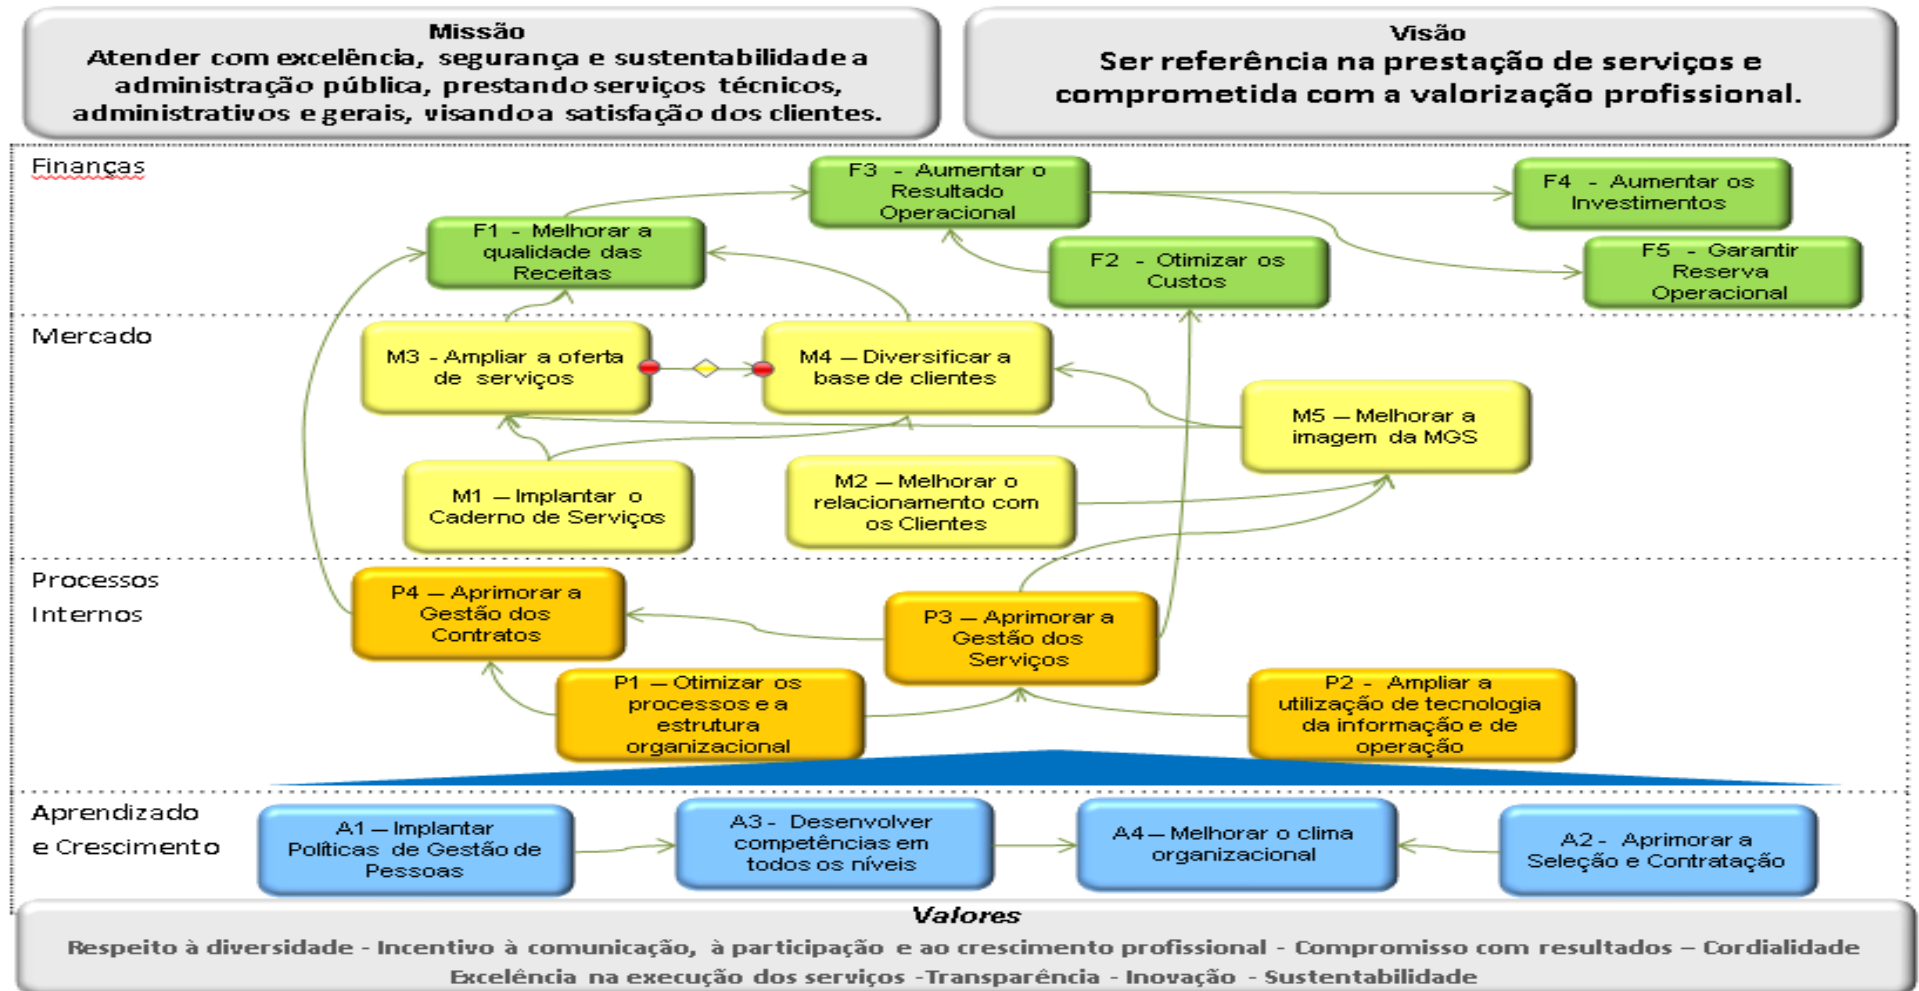 Missão
Atender com excelência, segurança e sustentabilidade a
administração pública, prestando serviços técnicos,
administrativos e gerais, visando a satisfação dos clientes.
Visão
Ser referência na prestação de serviços e
comprometida com a valorização profissional.
Finanças
F3 - Aumentar o
Resultado
Operacional
F4 - Aumentar os
Investimentos
F1 - Melhorar a
qualidade das
Receitas
F2 - Otimizar os
Custos
F5 - Garantir
Reserva
Operacional
Mercado
M3 - Ampliar a oferta
de serviços
M4 – Diversificar a
base de clientes
M5 – Melhorar a
imagem da MGS
M1 – Implantar o
Caderno de Serviços
M2 – Melhorar o
relacionamento com
os Clientes
Processos
Internos
P4 – Aprimorar a
Gestão dos
Contratos
P3 – Aprimorar a
Gestão dos
Serviços
P1 – Otimizar os
processos e a
estrutura
organizacional
P2 - Ampliar a
utilização de tecnologia
da informação e de
operação
Aprendizado
e Crescimento
A1 – Implantar
Políticas de Gestão de
Pessoas
A3 - Desenvolver
competências em
todos os níveis
A4 – Melhorar o clima
organizacional
A2 - Aprimorar a
Seleção e Contratação
Valores
Respeito à diversidade - Incentivo à comunicação, à participação e ao crescimento profissional - Compromisso com resultados – Cordialidade
Excelência na execução dos serviços -Transparência - Inovação - Sustentabilidade